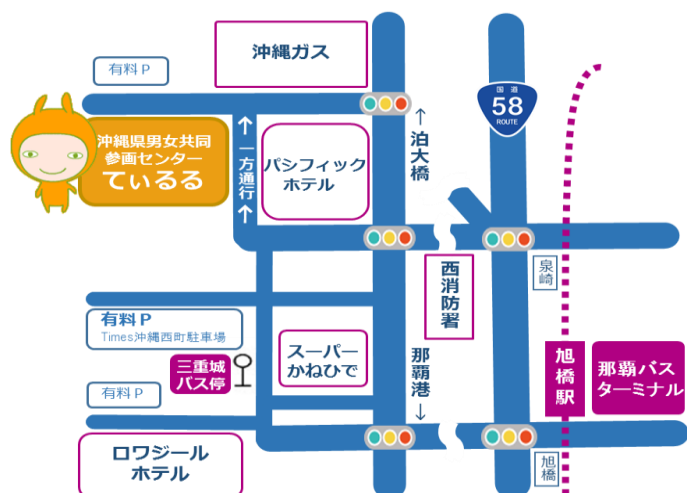 沖縄ガス
有料P
国道
58
ROUTE
沖縄県男女共同
参画センター
てぃるる
↑一方通行↑
パシフィック
ホテル
↑泊大橋
西消防署
泉崎
有料P
Times沖縄西町駐車場
三重城
バス停
スーパー
かねひで
那覇港↓
旭橋駅
那覇バス
ターミナル
有料P
ロワジール
ホテル
旭橋